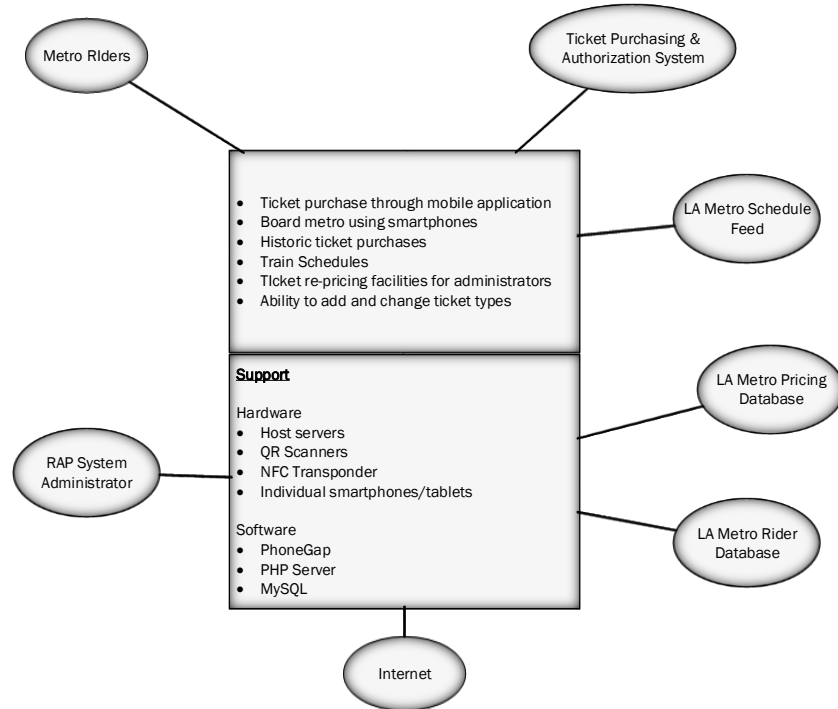 Metro RIders
Ticket Purchasing &
Authorization System
• Ticket purchase through mobile application
• Board metro using smartphones
• Historic ticket purchases
• Train Schedules
• TIcket re-pricing facilities for administrators
• Ability to add and change ticket types
LA Metro Schedule
Feed
Support
Hardware
• Host servers
• QR Scanners
• NFC Transponder
• Individual smartphones/tablets
Software
• PhoneGap
• PHP Server
• MySQL
LA Metro Pricing
Database
RAP System
Administrator
LA Metro Rider
Database
Internet